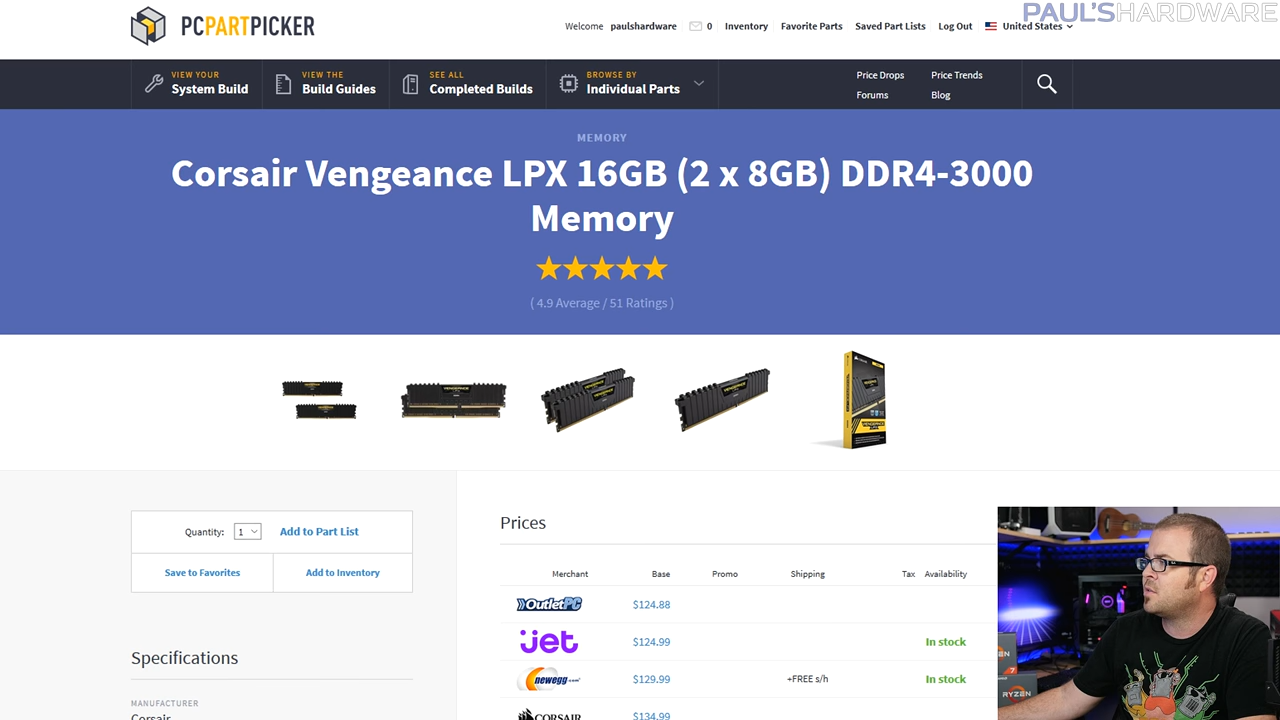 PAUL'SHARDWARE
PCPARTPICKER
Welcome paulshardware 0 Inventory Favorite Parts Saved Part Lists Log Out United States
VIEW YOUR
System Build
VIEW THE
Build Guides
SEE ALL
Completed Builds
BROWSE BY
Individual Parts
Price Drops Price Trends
Forums Blog
MEMORY
Corsair Vengeance LPX 16GB (2 x 8GB) DDR4-3000
Memory
( 4.9 Average / 51 Ratings )
Quantity: 1 Add to Part List
Save to Favorites Add to Inventory
Specifications
MANUFACTURER
Corsair
Prices
Merchant Base Promo Shipping Tax Availability
OutletPC $124.88
jet $124.99 In stock
newegg $129.99 +FREE s/h In stock
CORSAIR $134.99
VENGEANCE
RYZEN